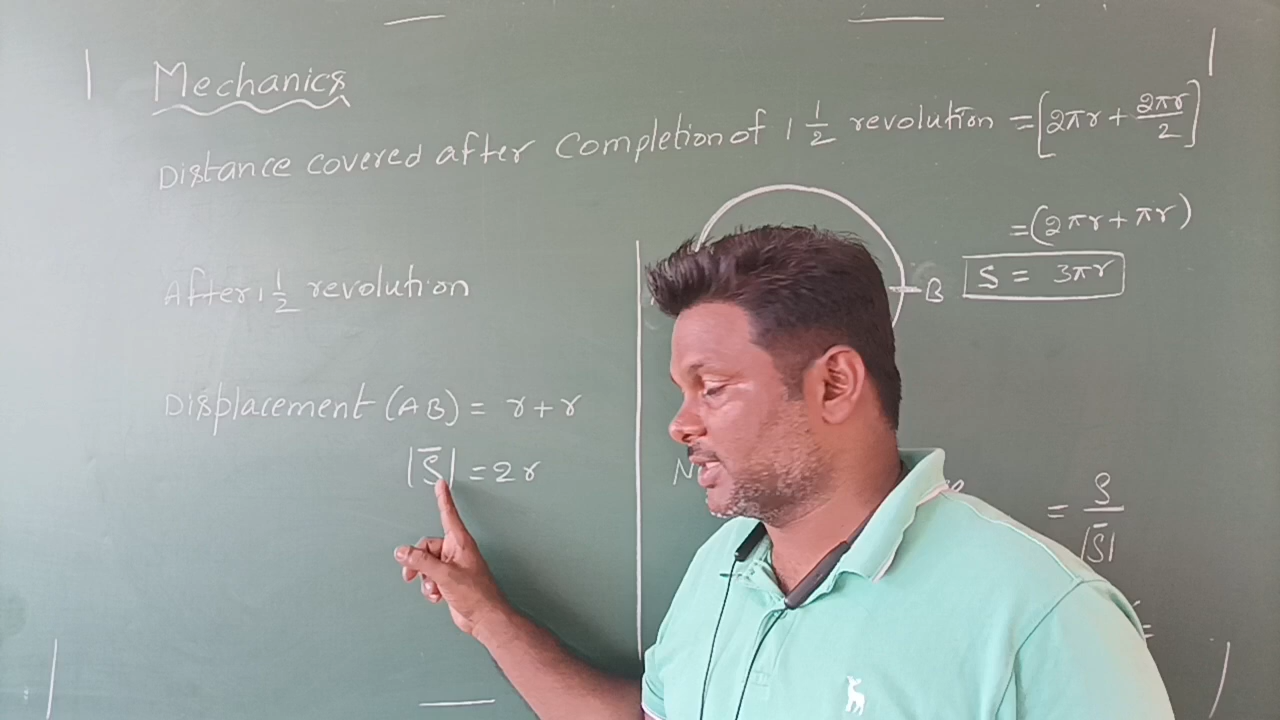 Mechanics
Distance covered after Completion of 1 1/2 revolution = [2πr + 2πr/2]
= (2πr + πr)
S = 3πr
B
After 1 1/2 revolution
Displacement (AB) = r + r
|S̅| = 2r
= S/|S̅|
=